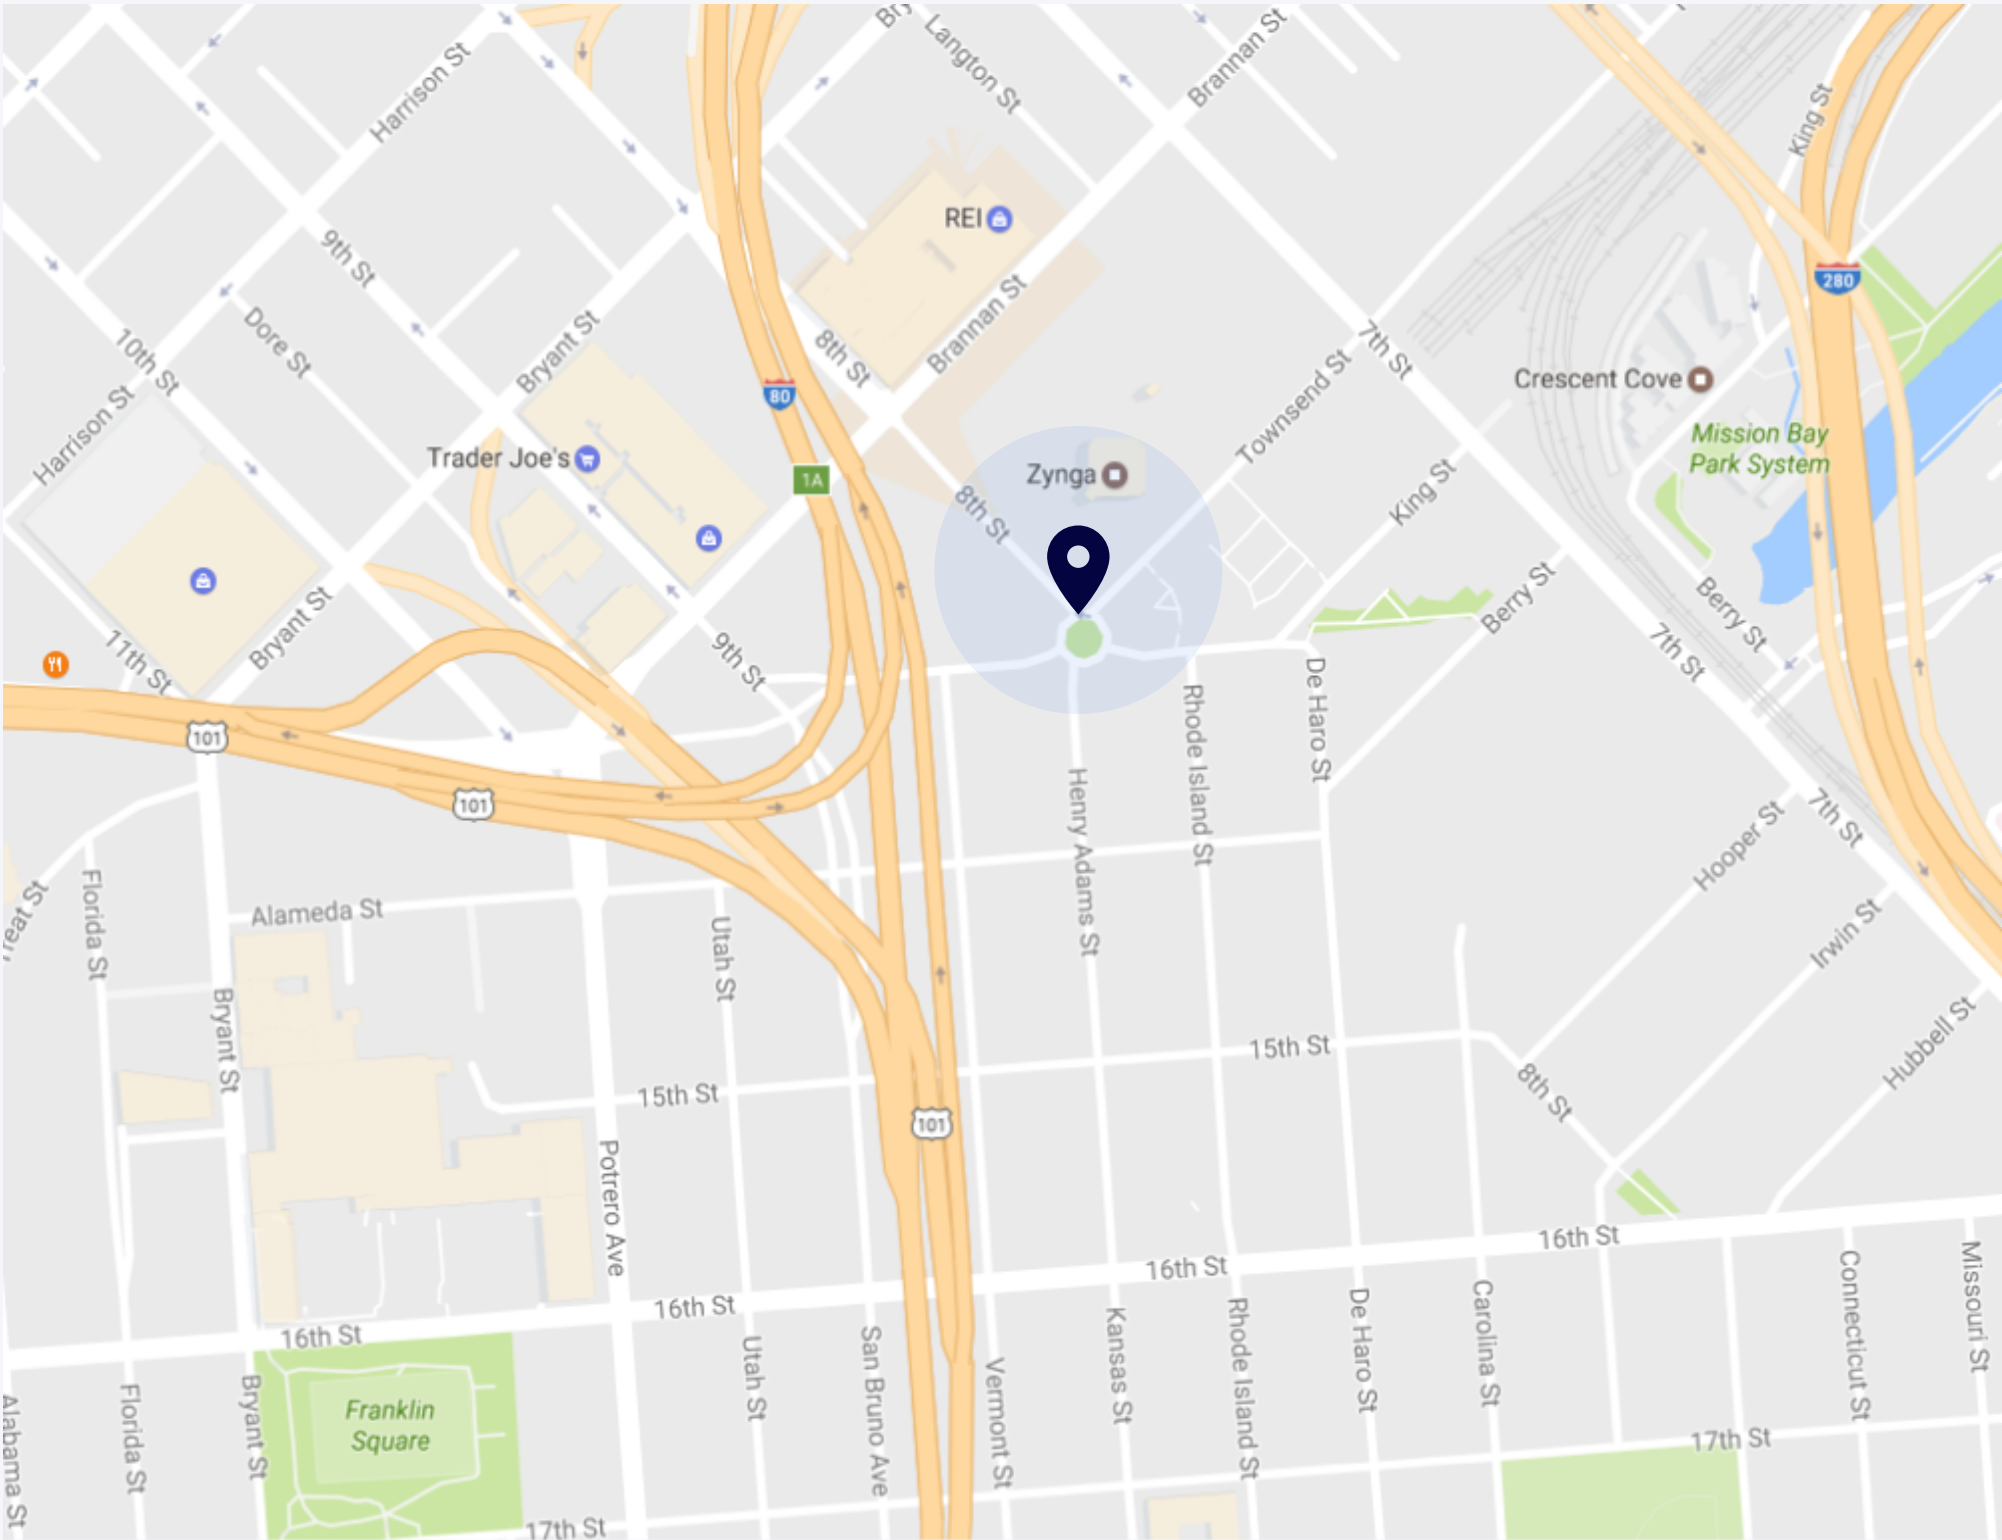 Bry
Langton St
Brannan St
Harrison St
King St
REI
9th St
280
Brannan St
Dore St
Bryant St
8th St
7th St
10th St
Crescent Cove
80
Townsend St
Harrison St
Mission Bay
Park System
Trader Joe's
1A
Zynga
King St
8th St
Berry St
Berry St
Bryant St
11th St
9th St
7th St
De Haro St
Rhode Island St
101
101
Henry Adams St
7th St
Hooper St
Florida St
reat St
Alameda St
Utah St
Irwin St
Bryant St
15th St
Hubbell St
15th St
8th St
101
Potrero Ave
16th St
16th St
16th St
16th St
Connecticut St
Missouri St
Carolina St
De Haro St
Rhode Island St
Kansas St
Vermont St
San Bruno Ave
Utah St
Bryant St
Florida St
Alabama St
Franklin
Square
17th St
17th St